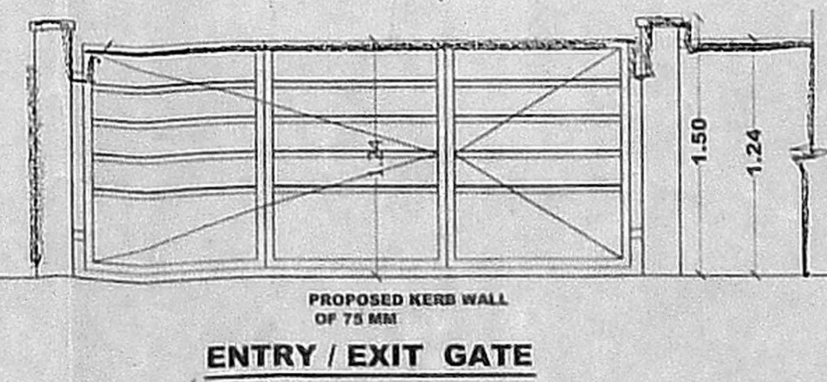 1.24
1.50
1.24
PROPOSED KERB WALL
OF 75 MM
ENTRY / EXIT GATE